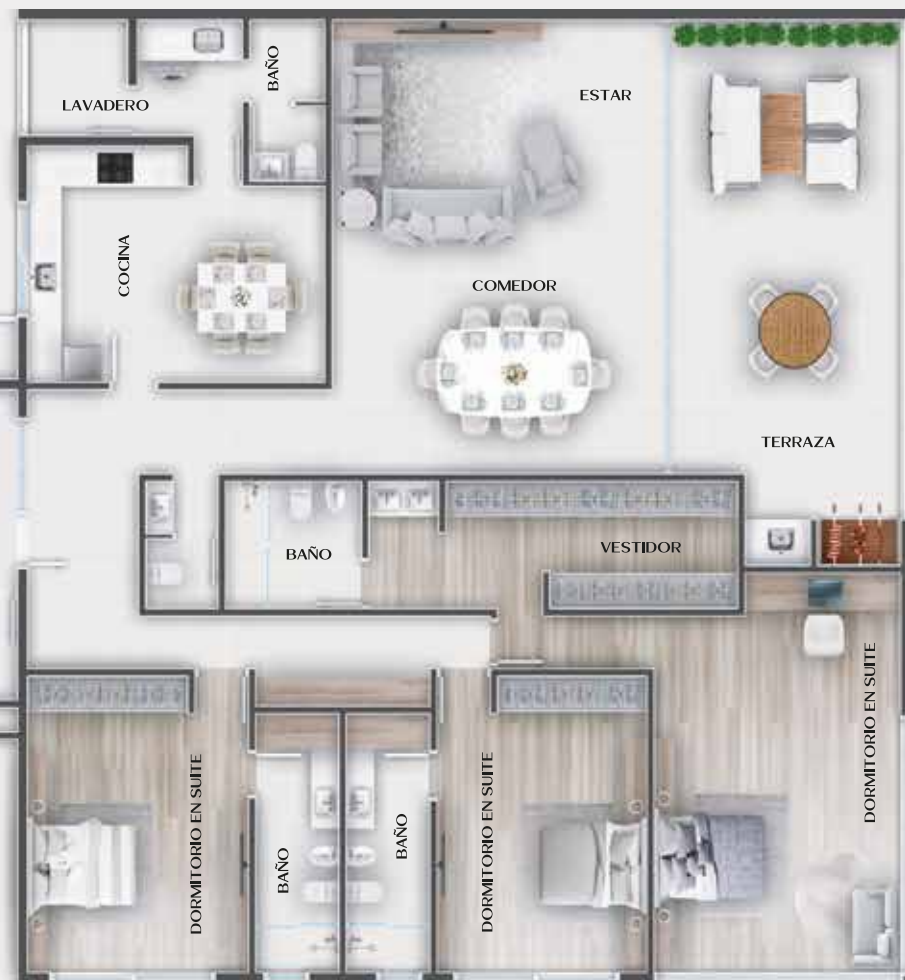 BAÑO
LAVADERO
ESTAR
COCINA
COMEDOR
TERRAZA
BAÑO
VESTIDOR
DORMITORIO EN SUITE
DORMITORIO EN SUITE
DORMITORIO EN SUITE
BAÑO
BAÑO